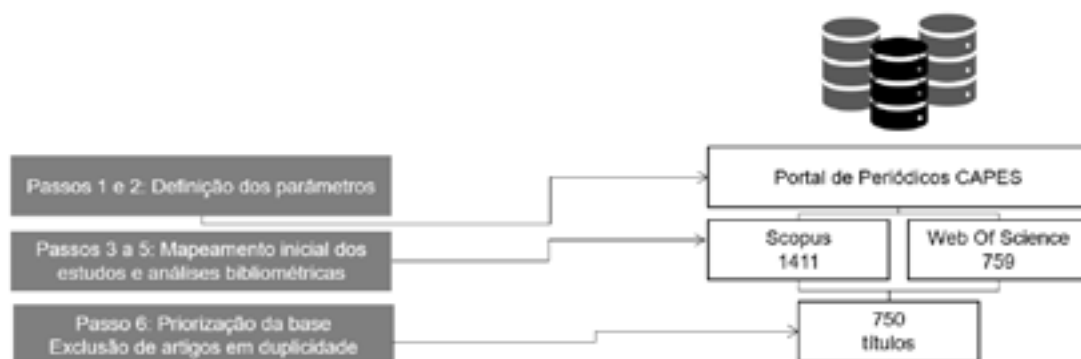 Passos 1 e 2: Definição dos parâmetros
Portal de Periódicos CAPES
Passos 3 a 5: Mapeamento inicial dos
estudos e análises bibliométricas
Scopus
1411
Web Of Science
759
Passo 6: Priorização da base
Exclusão de artigos em duplicidade
750
títulos